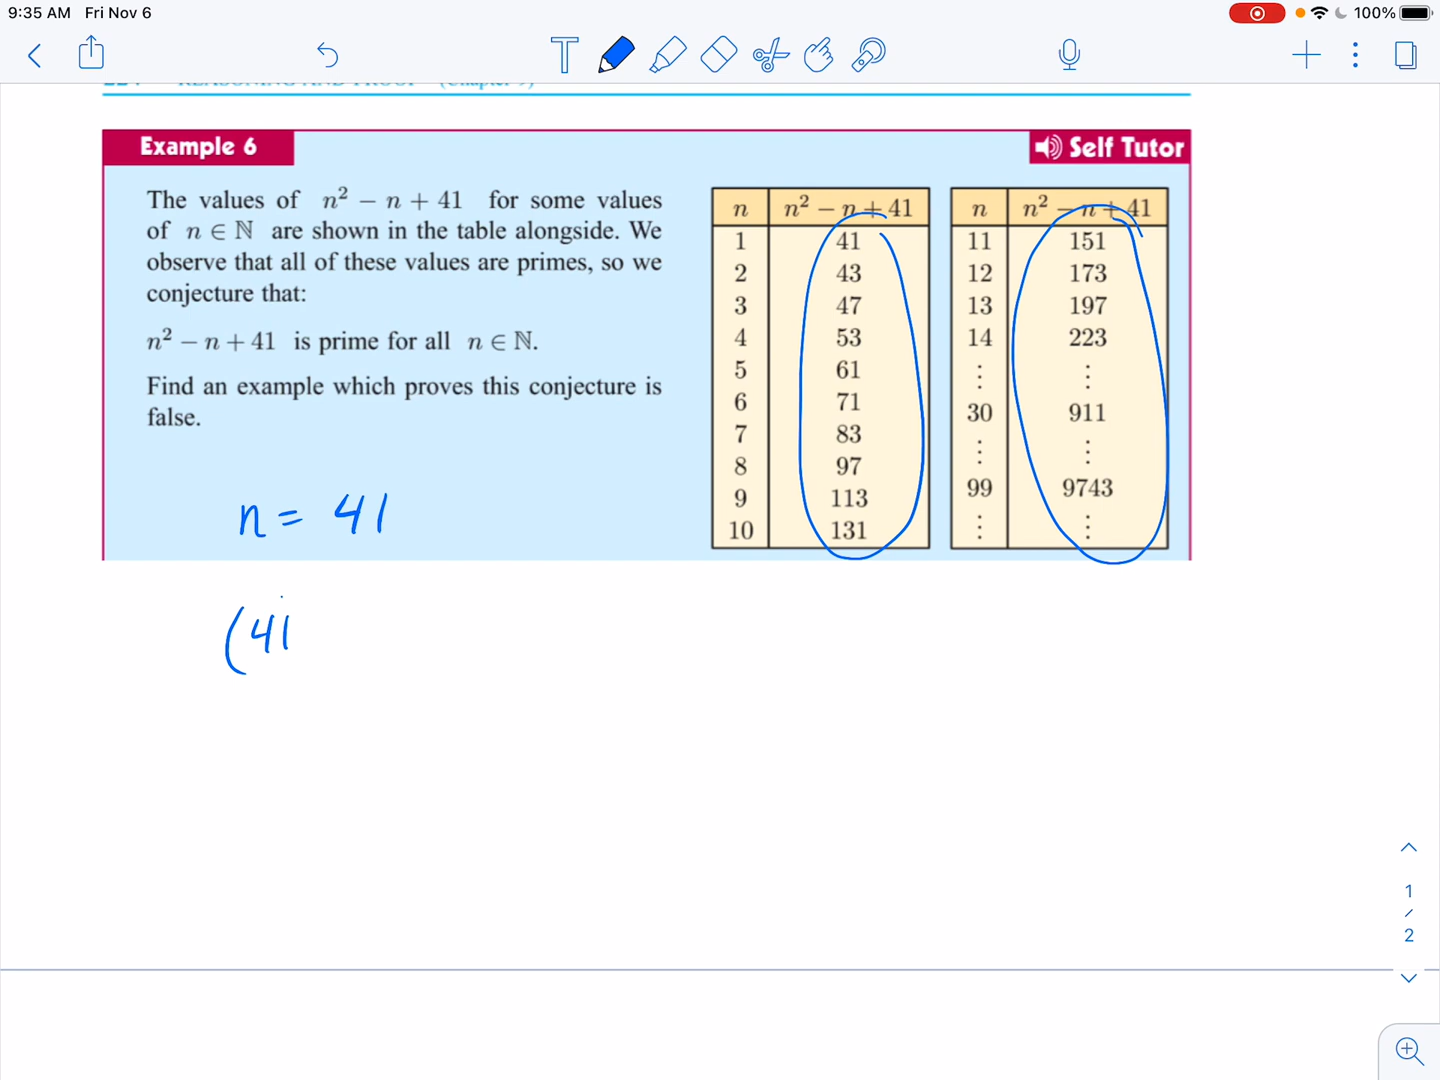 9:35 AM Fri Nov 6
100%
Example 6
Self Tutor
The values of n² − n + 41 for some values
of n ∈ ℕ are shown in the table alongside. We
observe that all of these values are primes, so we
conjecture that:
n² − n + 41 is prime for all n ∈ ℕ.
Find an example which proves this conjecture is
false.
n n² − n + 41
1 41
2 43
3 47
4 53
5 61
6 71
7 83
8 97
9 113
10 131
n n² − n + 41
11 151
12 173
13 197
14 223
⋮ ⋮
30 911
⋮ ⋮
99 9743
⋮ ⋮
n = 41
(41
1
/
2